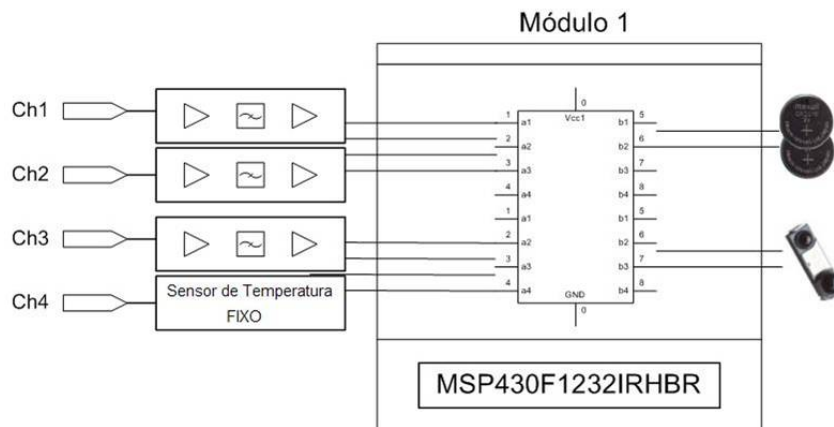 Módulo 1
Ch1
Ch2
Ch3
Ch4
Sensor de Temperatura
FIXO
0
Vcc1
1 a1
2 a2
3 a3
4 a4
1 a1
2 a2
3 a3
4 a4
b1 5
b2 6
b3 7
b4 8
b1 5
b2 6
b3 7
b4 8
GND
0
MSP430F1232IRHBR